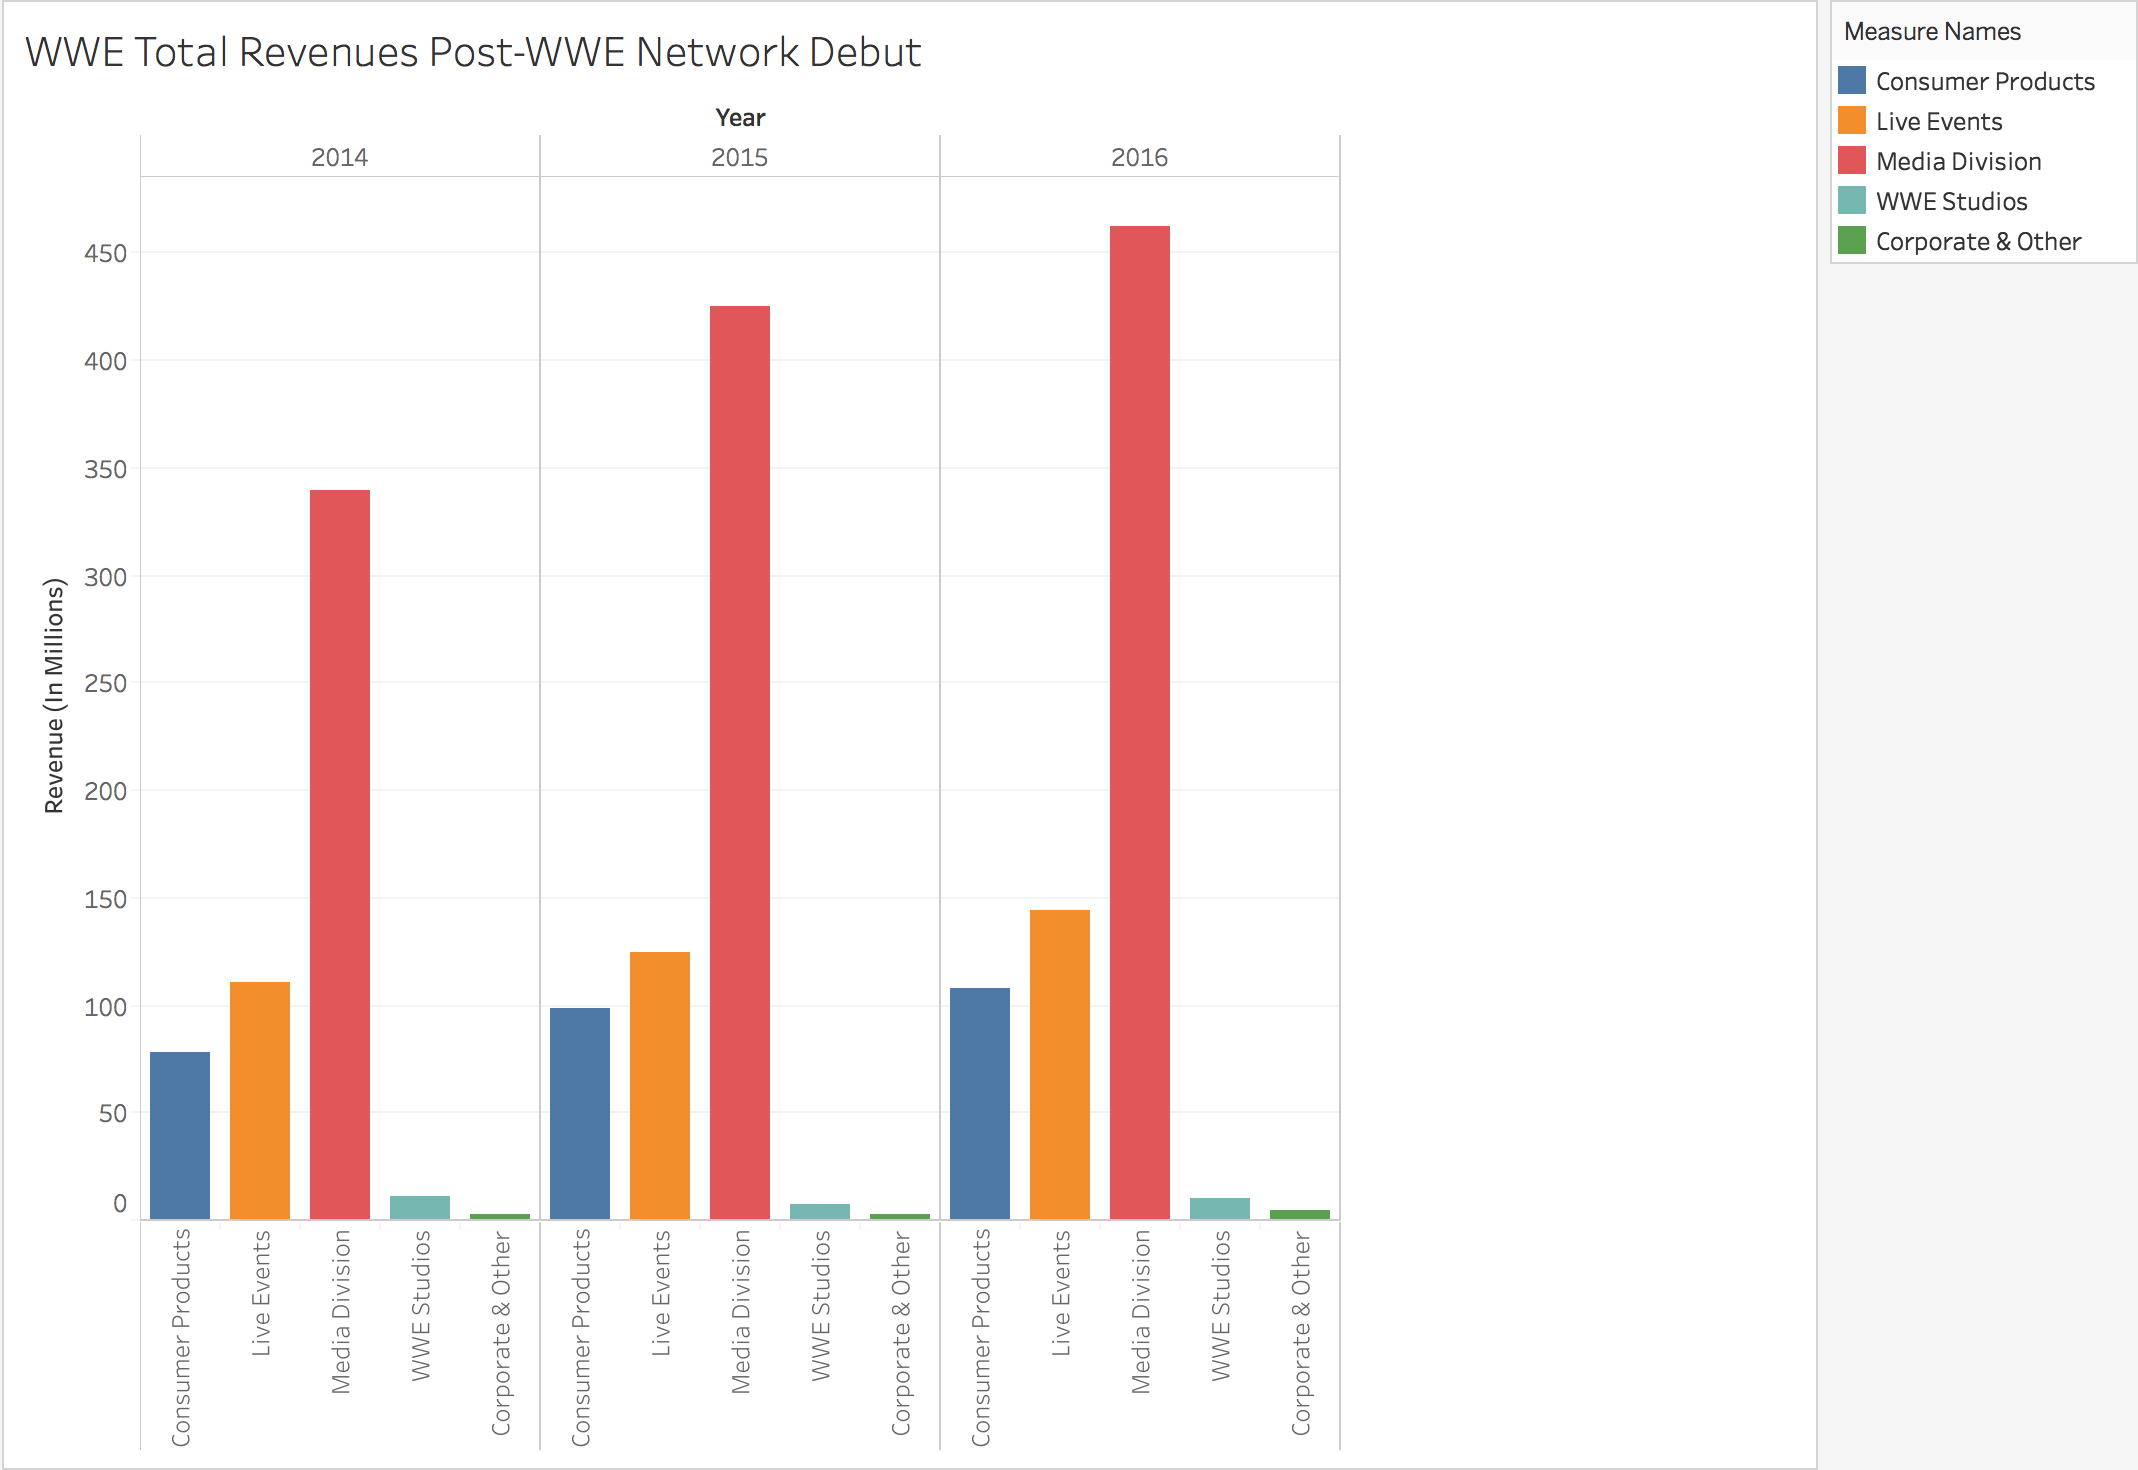 WWE Total Revenues Post-WWE Network Debut
Year
2014
2015
2016
Revenue (In Millions)
450
400
350
300
250
200
150
100
50
0
Consumer Products
Live Events
Media Division
WWE Studios
Corporate & Other
Consumer Products
Live Events
Media Division
WWE Studios
Corporate & Other
Consumer Products
Live Events
Media Division
WWE Studios
Corporate & Other
Measure Names
Consumer Products
Live Events
Media Division
WWE Studios
Corporate & Other